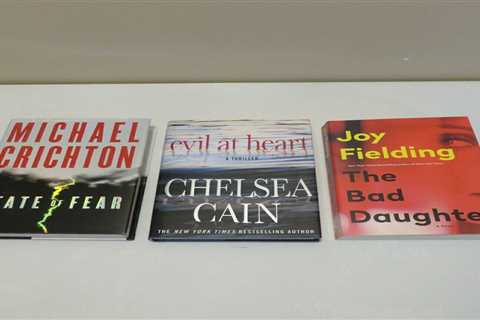 MICHAEL
CRICHTON
TATE of FEAR
evil at heart
A THRILLER
CHELSEA
CAIN
THE NEW YORK TIMES BESTSELLING AUTHOR
Joy
Fielding
The
Bad
Daughte